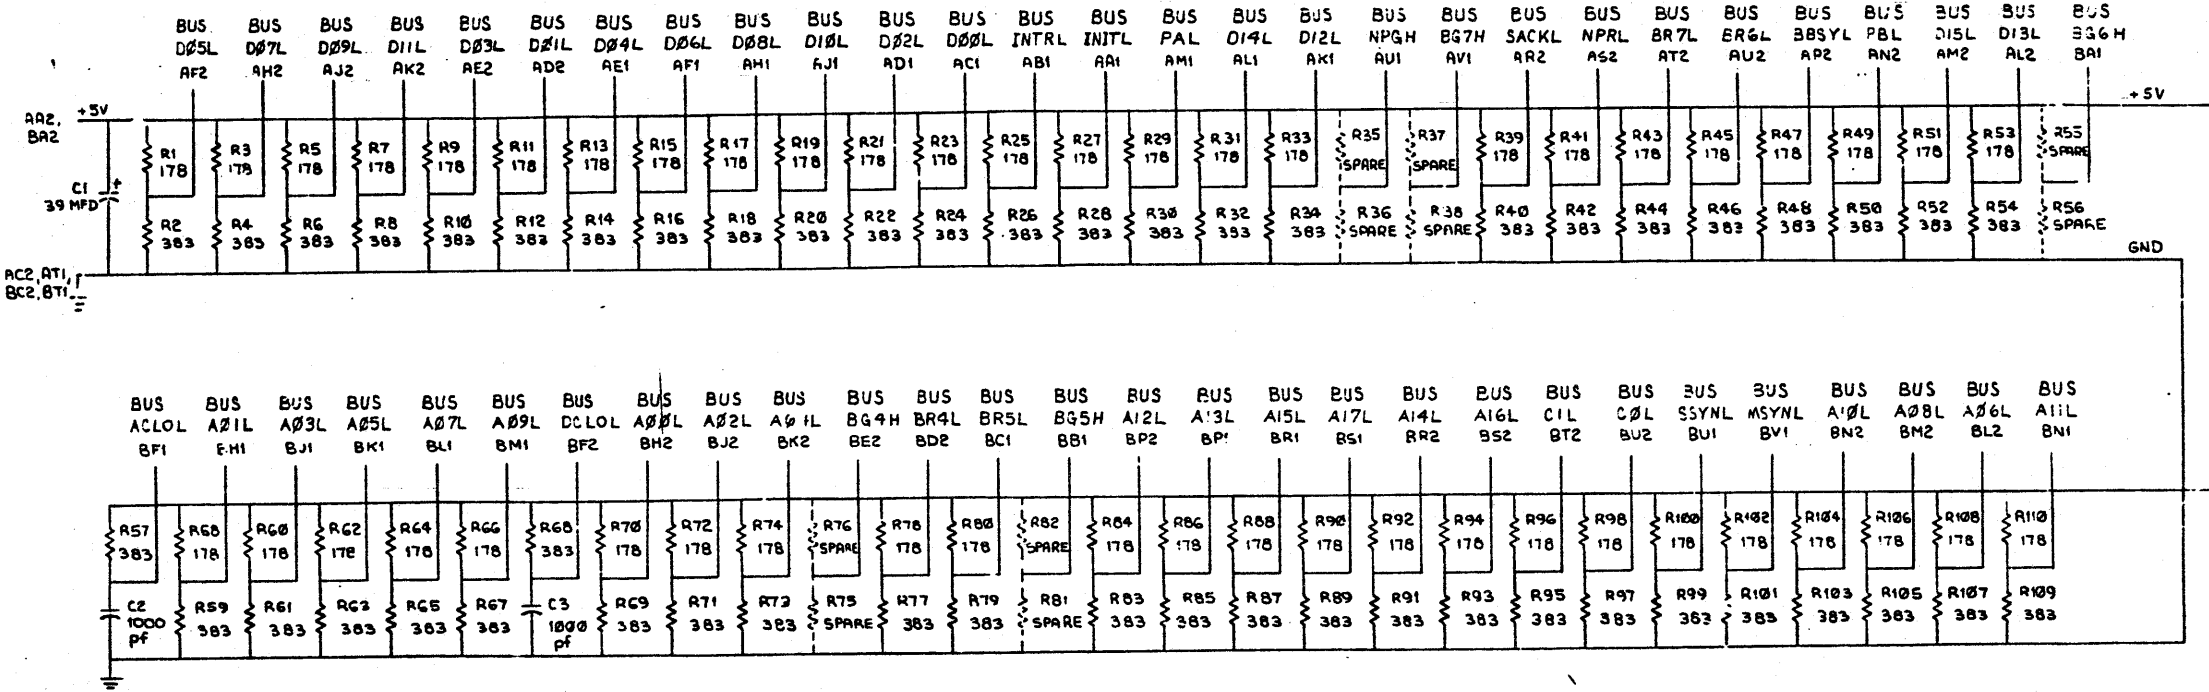 BUS BUS BUS BUS BUS BUS BUS BUS BUS BUS BUS BUS BUS BUS BUS BUS BUS BUS BUS BUS BUS BUS BUS BUS BUS BUS BUS BUS
DØ5L DØ7L DØ9L D11L DØ3L DØ1L DØ4L DØ6L DØ8L D1ØL DØ2L DØØL INTRL INITL PAL D14L D12L NPGH BG7H SACKL NPRL BR7L BR6L BBSYL PBL D15L D13L BG6H
AF2 AH2 AJ2 AK2 AE2 AD2 AE1 AF1 AH1 AJ1 AD1 AC1 AB1 AA1 AM1 AL1 AK1 AU1 AV1 AR2 AS2 AT2 AU2 AP2 AN2 AM2 AL2 BA1
AA2, +5V +5V
BA2
R1 R3 R5 R7 R9 R11 R13 R15 R17 R19 R21 R23 R25 R27 R29 R31 R33 R35 R37 R39 R41 R43 R45 R47 R49 R51 R53 R55
178 178 178 178 178 178 178 178 178 178 178 178 178 178 178 178 178 SPARE SPARE 178 178 178 178 178 178 178 178 SPARE
C1 +
39 MFD
R2 R4 R6 R8 R1Ø R12 R14 R16 R18 R20 R22 R24 R26 R28 R3Ø R32 R34 R36 R38 R40 R42 R44 R46 R48 R50 R52 R54 R56
383 383 383 383 383 383 383 383 383 383 383 383 383 383 383 383 383 SPARE SPARE 383 383 383 383 383 383 383 383 SPARE
GND
AC2, AT1,
BC2, BT1
BUS BUS BUS BUS BUS BUS BUS BUS BUS BUS BUS BUS BUS BUS BUS BUS BUS BUS BUS BUS BUS BUS BUS BUS BUS BUS BUS BUS
ACLOL AØ1L AØ3L AØ5L AØ7L AØ9L DCLOL AØØL AØ2L AØ4L BG4H BR4L BR5L BG5H A12L A13L A15L A17L A14L A16L C1L CØL SSYNL MSYNL A1ØL AØ8L AØ6L A11L
BF1 BH1 BJ1 BK1 BL1 BM1 BF2 BH2 BJ2 BK2 BE2 BD2 BC1 BB1 BP2 BP1 BR1 BS1 BR2 BS2 BT2 BU2 BU1 BV1 BN2 BM2 BL2 BN1
R57 R58 R6Ø R62 R64 R66 R68 R7Ø R72 R74 R76 R78 R8Ø R82 R84 R86 R88 R9Ø R92 R94 R96 R98 R1ØØ R1Ø2 R1Ø4 R1Ø6 R1Ø8 R11Ø
383 178 178 178 178 178 383 178 178 178 SPARE 178 178 SPARE 178 178 178 178 178 178 178 178 178 178 178 178 178 178
C2 R59 R61 R63 R65 R67 C3 R69 R71 R73 R75 R77 R79 R81 R83 R85 R87 R89 R91 R93 R95 R97 R99 R1Ø1 R1Ø3 R1Ø5 R1Ø7 R1Ø9
1000 383 383 383 383 383 1000 383 383 383 SPARE 383 383 SPARE 383 383 383 383 383 383 383 383 383 383 383 383 383 383
pf pf